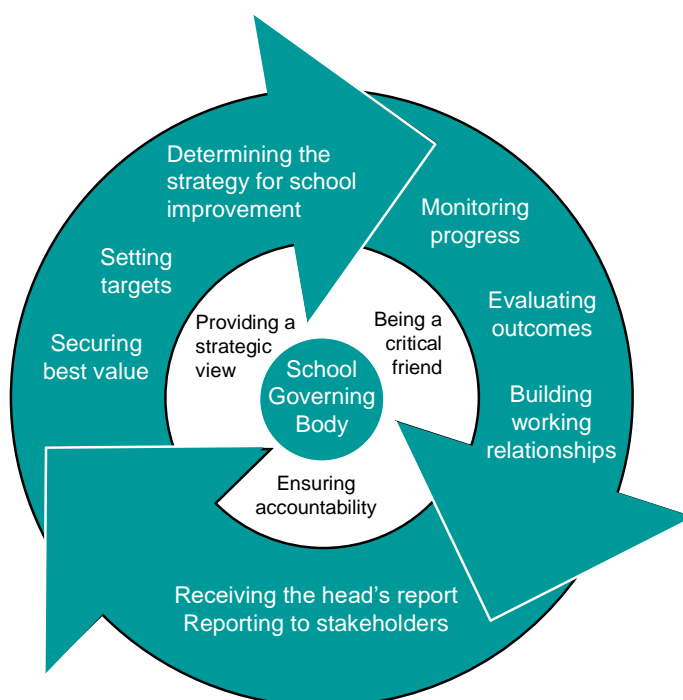 Determining the
strategy for school
improvement
Setting
targets
Securing
best value
Monitoring
progress
Evaluating
outcomes
Building
working
relationships
Providing a
strategic
view
Being a
critical
friend
School
Governing
Body
Ensuring
accountability
Receiving the head’s report
Reporting to stakeholders